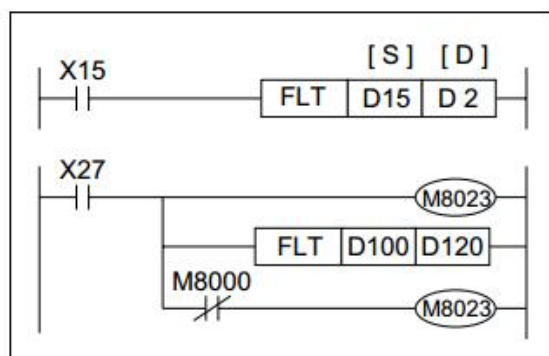 [ S ] [ D ]
X15
FLT D15 D 2
X27
M8023
FLT D100 D120
M8000
M8023